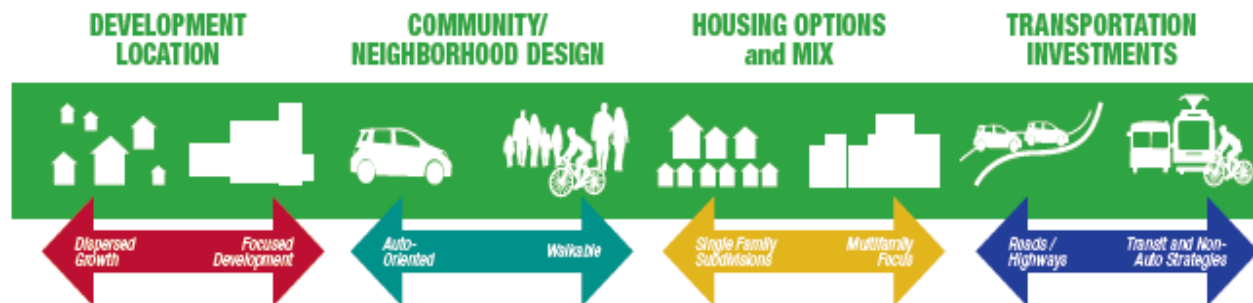 DEVELOPMENT
LOCATION
COMMUNITY/
NEIGHBORHOOD DESIGN
HOUSING OPTIONS
and MIX
TRANSPORTATION
INVESTMENTS
Dispersed
Growth
Focused
Development
Auto-
Oriented
Walkable
Single Family
Subdivisions
Multifamily
Focus
Roads /
Highways
Transit and Non-
Auto Strategies